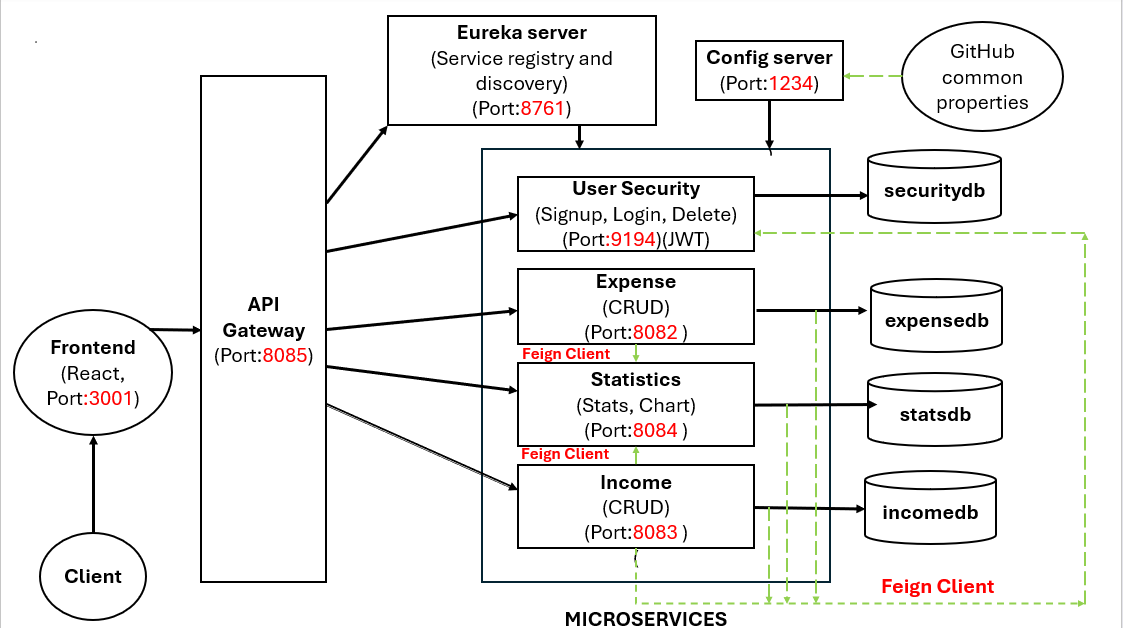 Eureka server
(Service registry and
discovery)
(Port:8761)
Config server
(Port:1234)
GitHub
common
properties
User Security
(Signup, Login, Delete)
(Port:9194)(JWT)
securitydb
API
Gateway
(Port:8085)
Expense
(CRUD)
(Port:8082 )
expensedb
Frontend
(React,
Port:3001)
Feign Client
Statistics
(Stats, Chart)
(Port:8084 )
statsdb
Feign Client
Income
(CRUD)
(Port:8083 )
incomedb
Client
Feign Client
MICROSERVICES